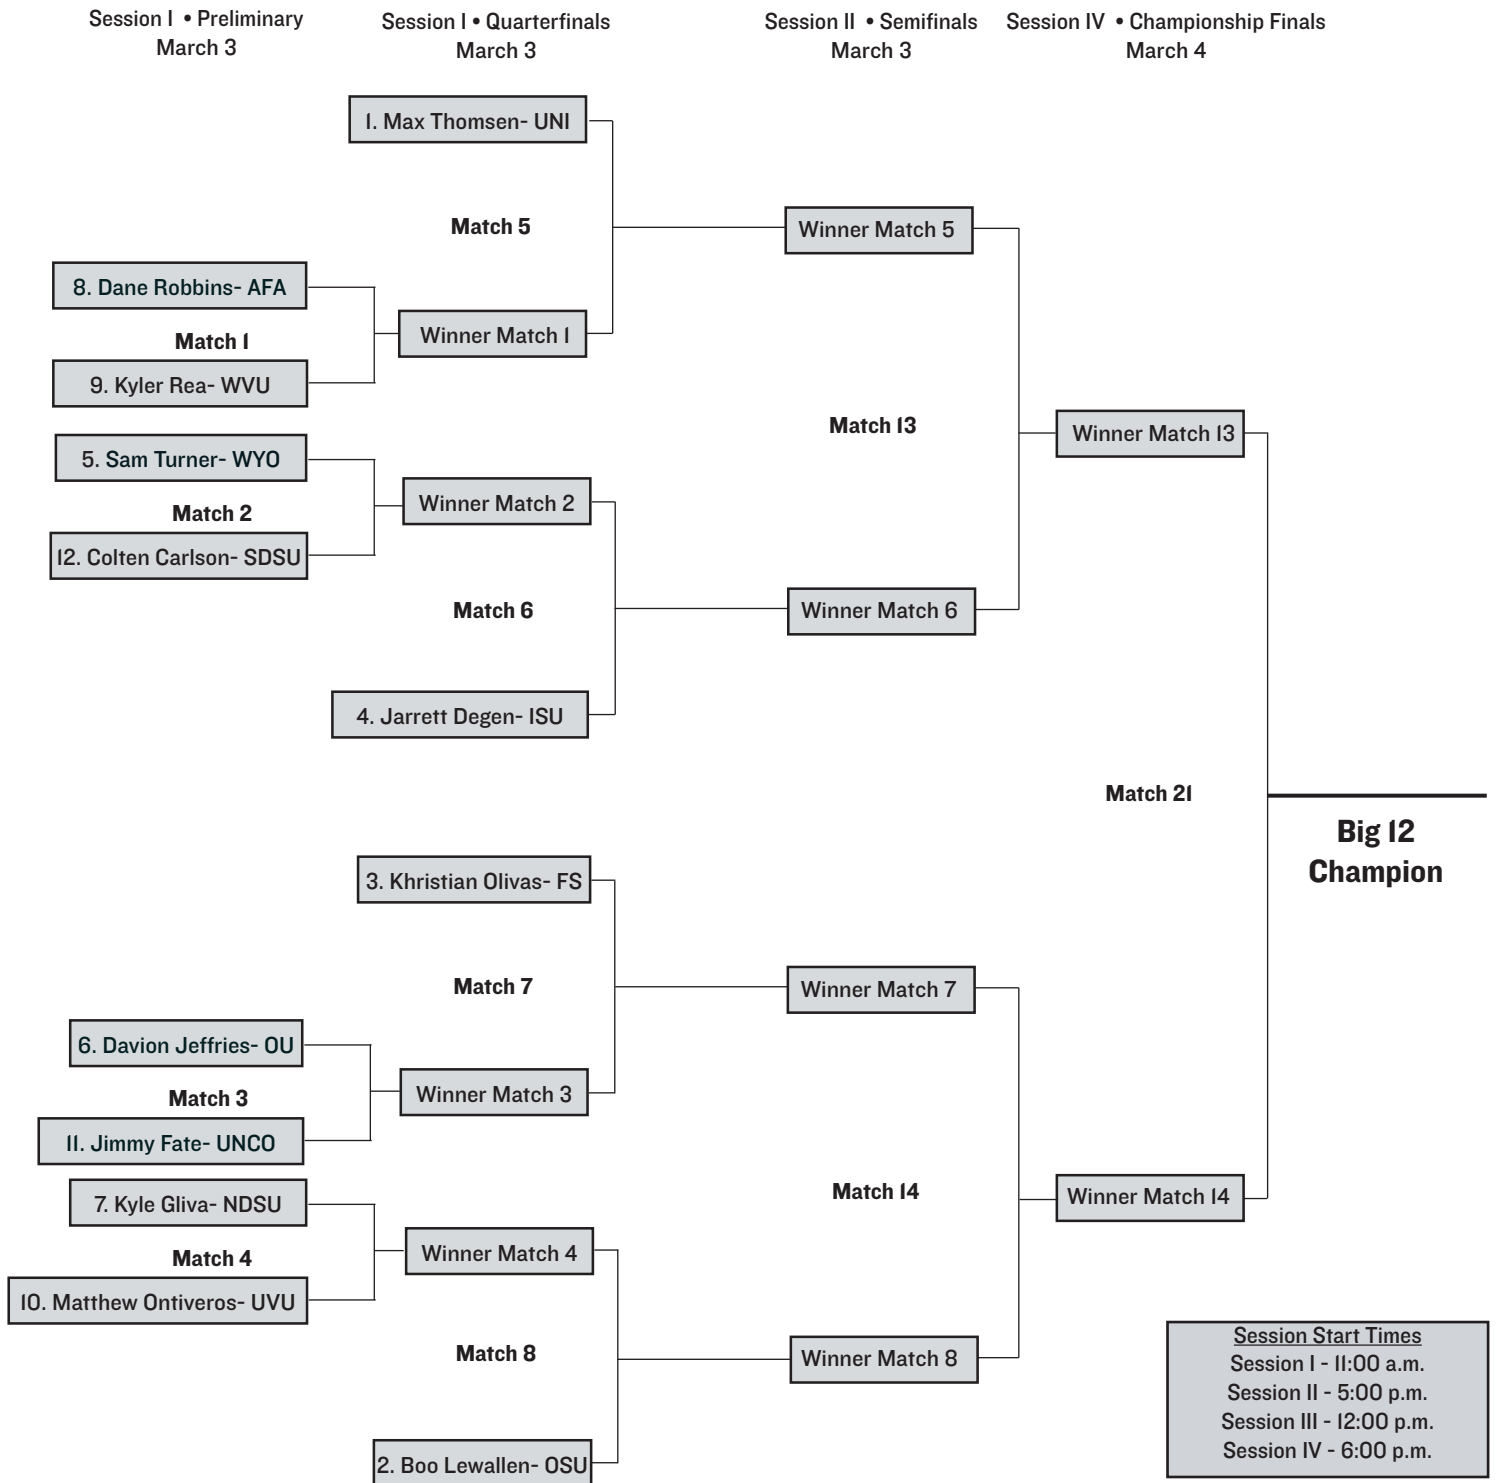 Session I • Preliminary
March 3
Session I • Quarterfinals
March 3
Session II • Semifinals
March 3
Session IV • Championship Finals
March 4
1. Max Thomsen- UNI
Match 5
Winner Match 5
8. Dane Robbins- AFA
Match 1
Winner Match 1
9. Kyler Rea- WVU
Match 13
Winner Match 13
5. Sam Turner- WYO
Match 2
Winner Match 2
12. Colten Carlson- SDSU
Match 6
Winner Match 6
4. Jarrett Degen- ISU
Match 21
Big 12
Champion
3. Khristian Olivas- FS
Match 7
Winner Match 7
6. Davion Jeffries- OU
Match 3
Winner Match 3
11. Jimmy Fate- UNCO
Match 14
Winner Match 14
7. Kyle Gliva- NDSU
Match 4
Winner Match 4
10. Matthew Ontiveros- UVU
Match 8
Winner Match 8
2. Boo Lewallen- OSU
Session Start Times
Session I - 11:00 a.m.
Session II - 5:00 p.m.
Session III - 12:00 p.m.
Session IV - 6:00 p.m.